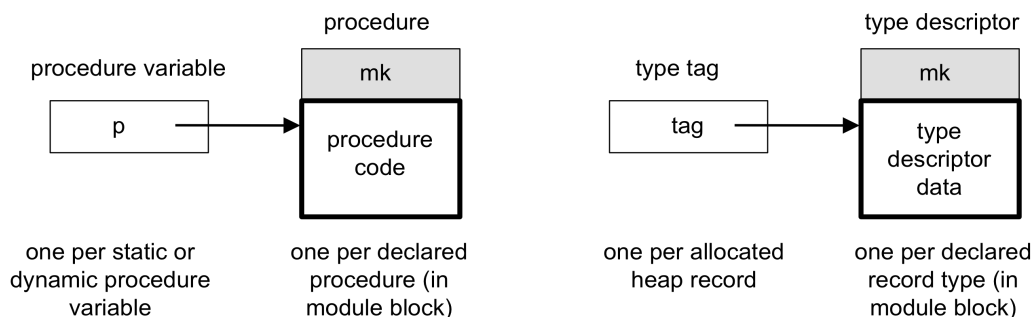 procedure
mk
procedure variable
p
procedure
code
one per static or
dynamic procedure
variable
one per declared
procedure (in
module block)
type descriptor
mk
type tag
tag
type
descriptor
data
one per allocated
heap record
one per declared
record type (in
module block)